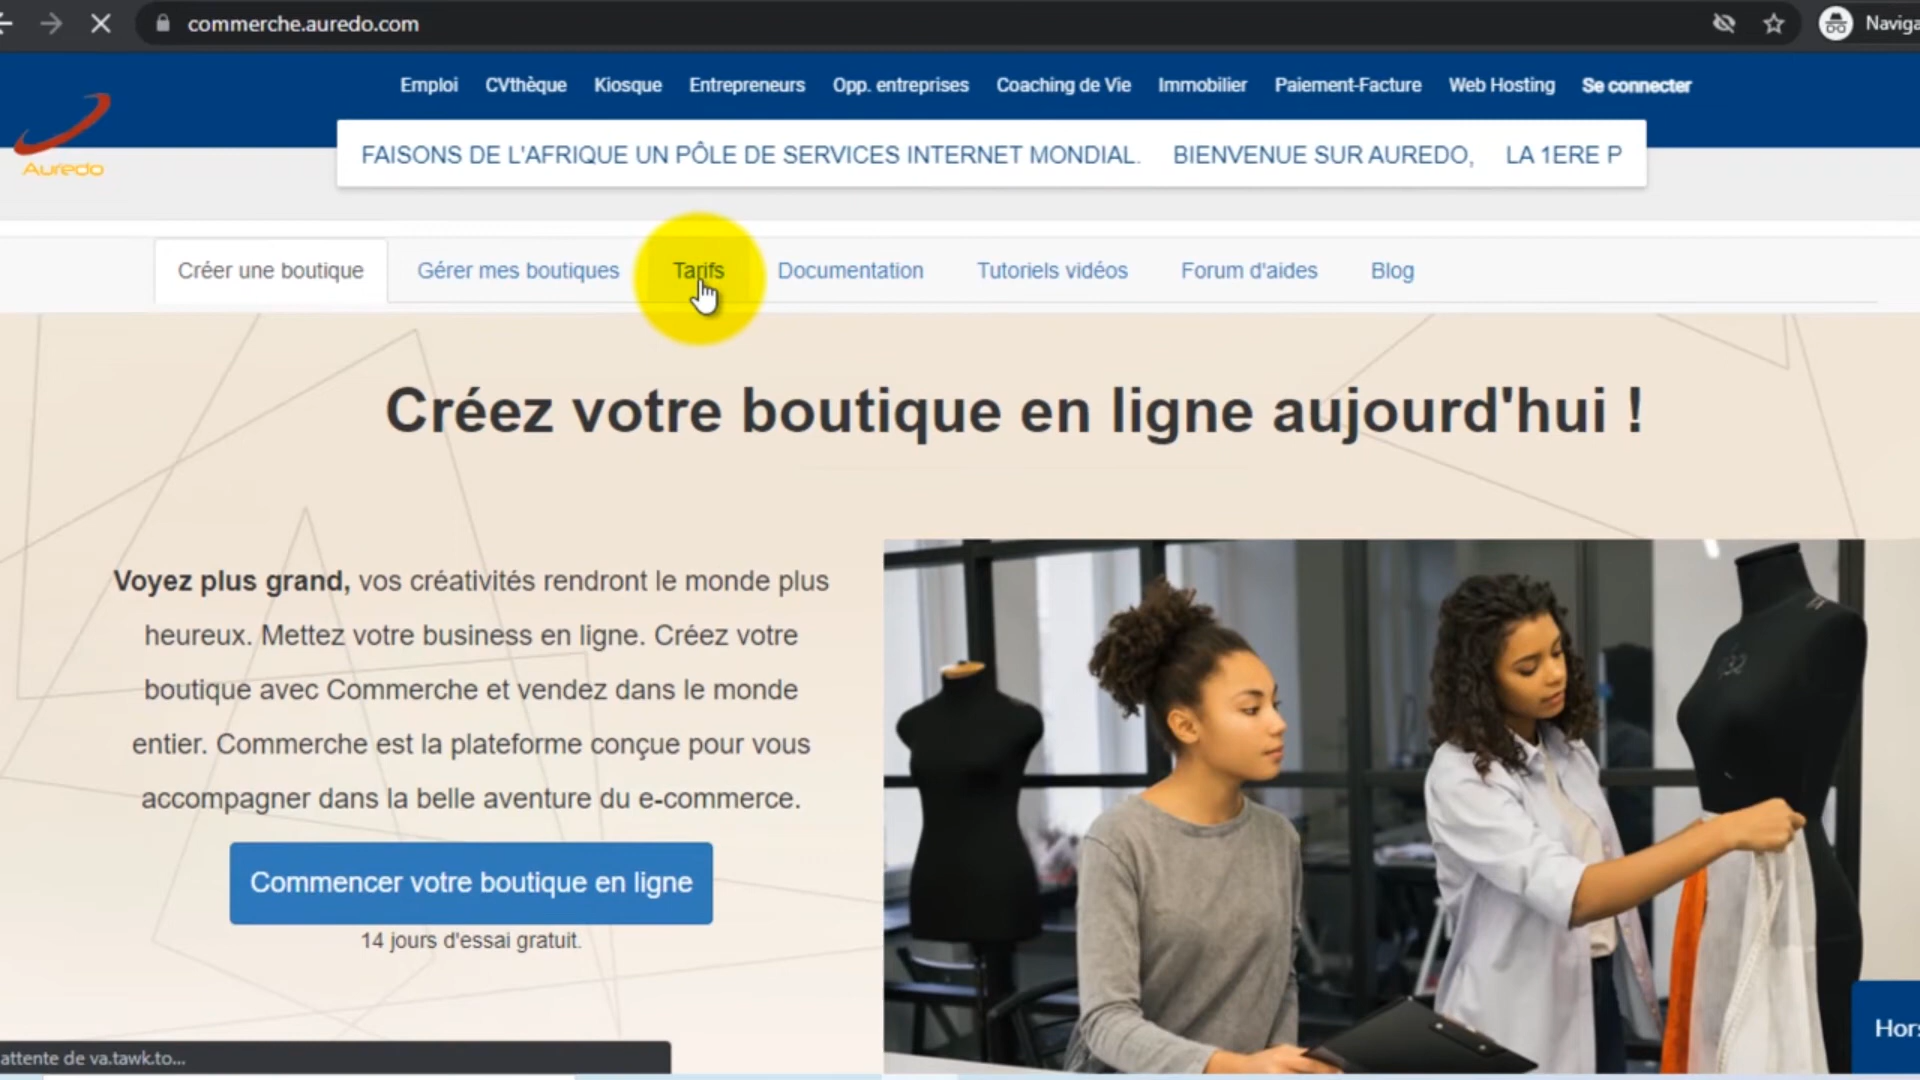 commerche.auredo.com
Emploi CVthèque Kiosque Entrepreneurs Opp. entreprises Coaching de Vie Immobilier Paiement-Facture Web Hosting Se connecter
Auredo
FAISONS DE L'AFRIQUE UN PÔLE DE SERVICES INTERNET MONDIAL. BIENVENUE SUR AUREDO, LA 1ERE P
Créer une boutique Gérer mes boutiques Tarifs Documentation Tutoriels vidéos Forum d'aides Blog
Créez votre boutique en ligne aujourd'hui !
Voyez plus grand, vos créativités rendront le monde plus
heureux. Mettez votre business en ligne. Créez votre
boutique avec Commerche et vendez dans le monde
entier. Commerche est la plateforme conçue pour vous
accompagner dans la belle aventure du e-commerce.
Commencer votre boutique en ligne
14 jours d'essai gratuit.
attente de va.tawk.to...